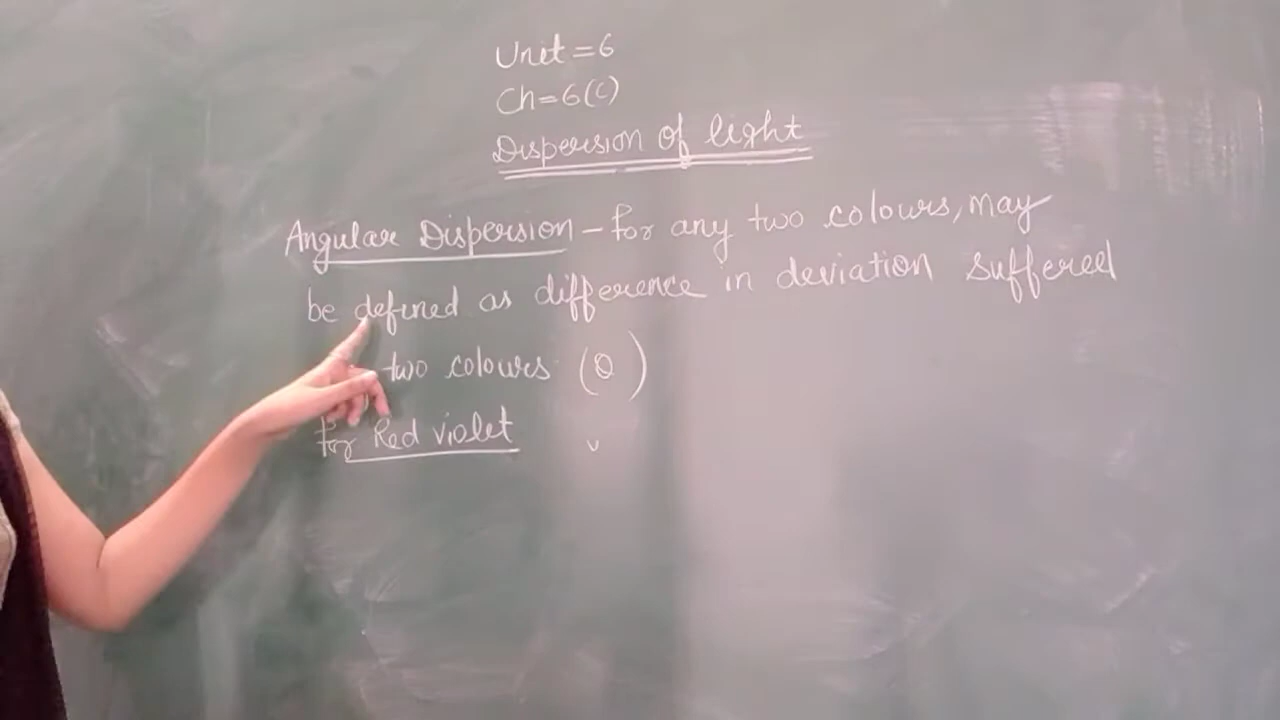 Unit = 6
Ch = 6(C)
Dispersion of light
Angular Dispersion - for any two colours, may
be defined as difference in deviation suffered
two colours (θ)
for Red violet v